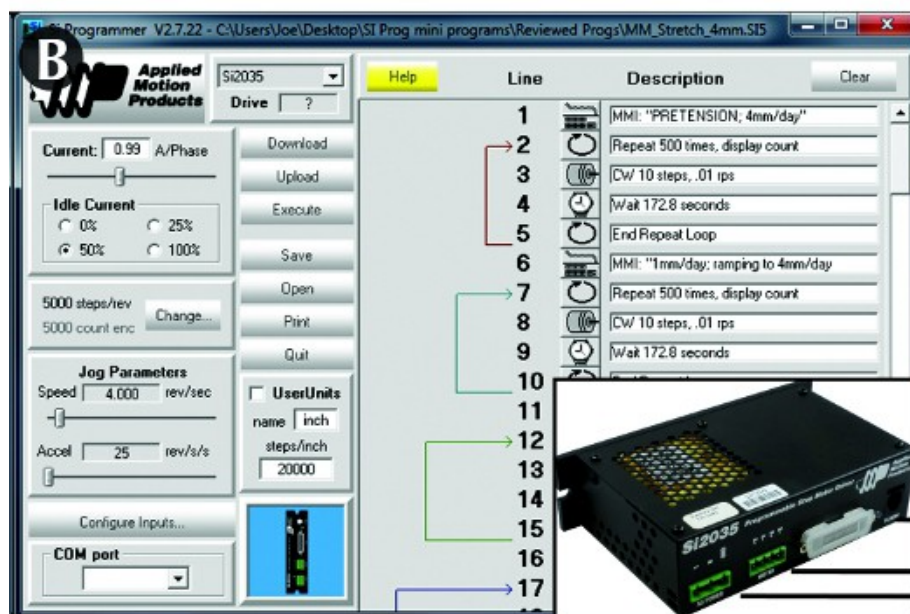 Si Programmer V2.7.22 - C:\Users\Joe\Desktop\SI Prog mini programs\Reviewed Progs\MM_Stretch_4mm.SI5
B
Applied
Motion
Products
Si2035
Drive ?
Current: 0.99 A/Phase
Idle Current
0% 25%
50% 100%
5000 steps/rev
5000 count enc
Change...
Jog Parameters
Speed 4.000 rev/sec
Accel 25 rev/s/s
Configure Inputs...
COM port
Download
Upload
Execute
Save
Open
Print
Quit
UserUnits
name inch
steps/inch
20000
Help Line Description Clear
1 MMI: "PRETENSION; 4mm/day"
2 Repeat 500 times, display count
3 CW 10 steps, .01 rps
4 Wait 172.8 seconds
5 End Repeat Loop
6 MMI: "1mm/day; ramping to 4mm/day
7 Repeat 500 times, display count
8 CW 10 steps, .01 rps
9 Wait 172.8 seconds
10
11
12
13
14
15
16
17
Si2035 Programmable Step Motor Driver